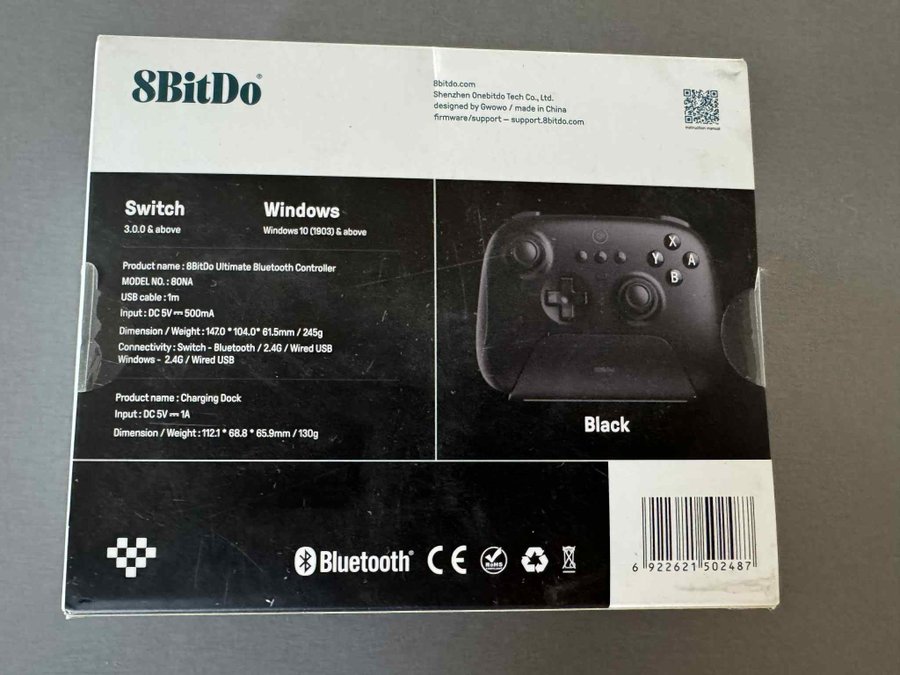 8BitDo®
8bitdo.com
Shenzhen Onebitdo Tech Co., Ltd.
designed by Gwowo / made in China
firmware/support – support.8bitdo.com
instruction manual
Switch
3.0.0 & above
Windows
Windows 10 (1903) & above
Product name : 8BitDo Ultimate Bluetooth Controller
MODEL NO. : 80NA
USB cable : 1m
Input : DC 5V⎓ 500mA
Dimension / Weight : 147.0 * 104.0* 61.5mm / 245g
Connectivity : Switch - Bluetooth / 2.4G / Wired USB
Windows - 2.4G / Wired USB
Product name : Charging Dock
Input : DC 5V⎓ 1A
Dimension / Weight : 112.1 * 68.8 * 65.9mm / 130g
X
Y A
B
8BitDo
Black
Bluetooth®
CE
RoHS
6 922621 502487